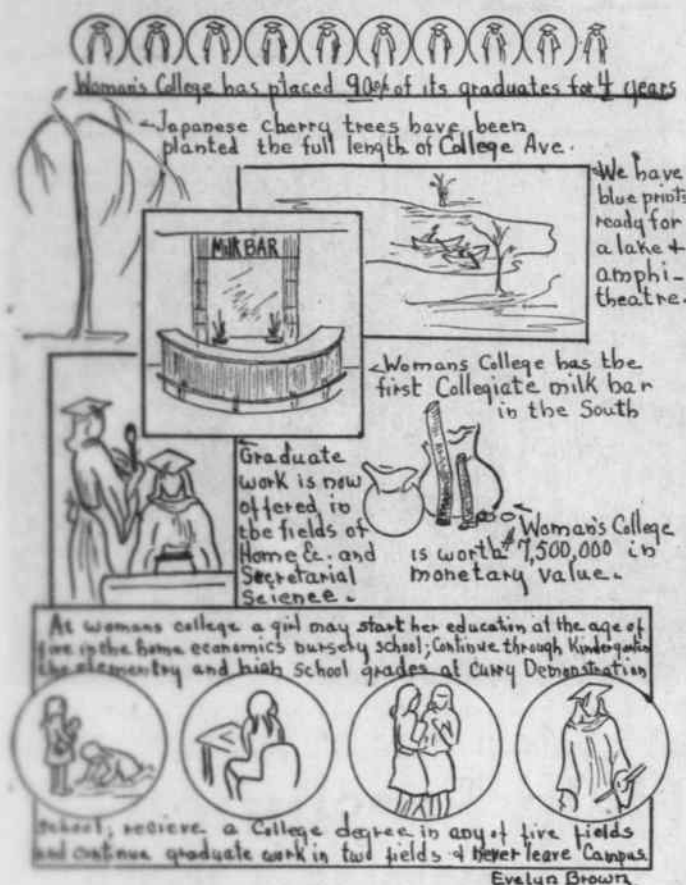 Woman's College has placed 90% of its graduates for 4 years
Japanese cherry trees have been
planted the full length of College Ave.
We have
blue prints
ready for
a lake +
amphi-
theatre.
MILK BAR
Womans College has the
first Collegiate milk bar
in the South
Graduate
work is now
offered in
the fields of
Home Ec. and
Secretarial
Science.
Woman's College
is worth 7,500,000 in
monetary value.
At womans college a girl may start her education at the age of
five in the home economics nursery school; Continue through Kindergarten
the elementry and high school grades at Curry Demonstration
School; recieve a College degree in any of five fields
and continue graduate work in two fields & never leave Campus
Evelyn Brown